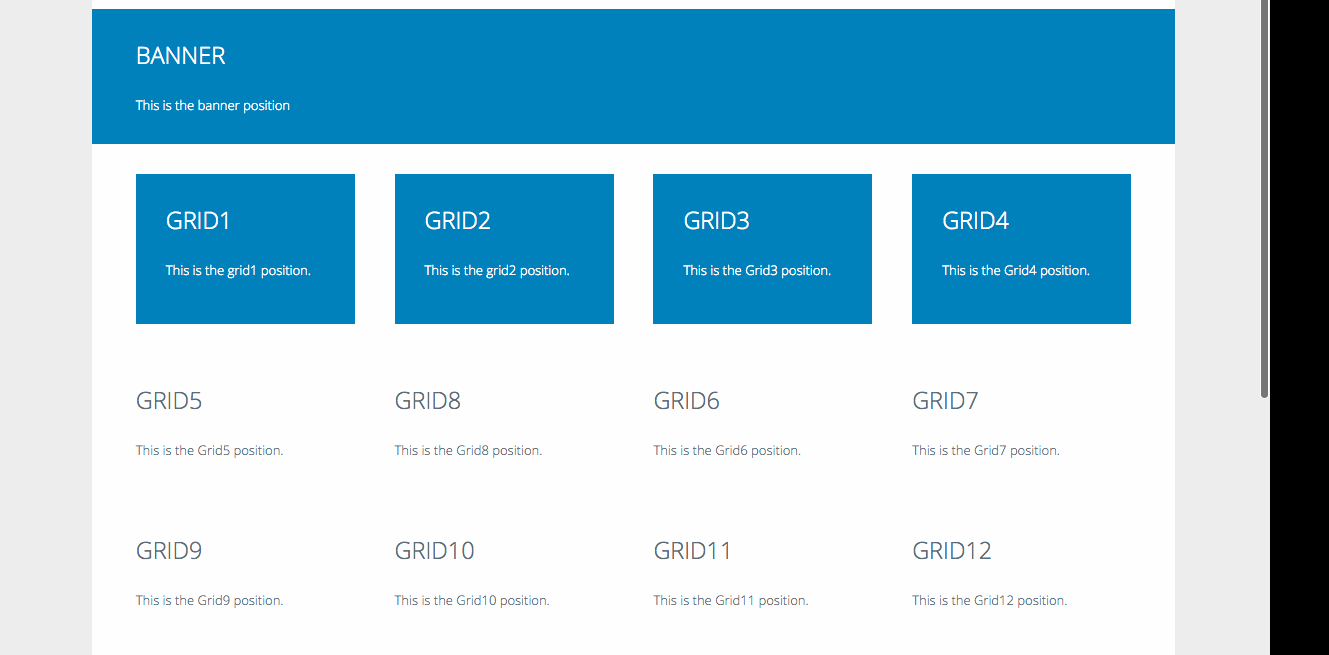 BANNER
This is the banner position
GRID1
This is the grid1 position.
GRID2
This is the grid2 position.
GRID3
This is the Grid3 position.
GRID4
This is the Grid4 position.
GRID5
This is the Grid5 position.
GRID8
This is the Grid8 position.
GRID6
This is the Grid6 position.
GRID7
This is the Grid7 position.
GRID9
This is the Grid9 position.
GRID10
This is the Grid10 position.
GRID11
This is the Grid11 position.
GRID12
This is the Grid12 position.